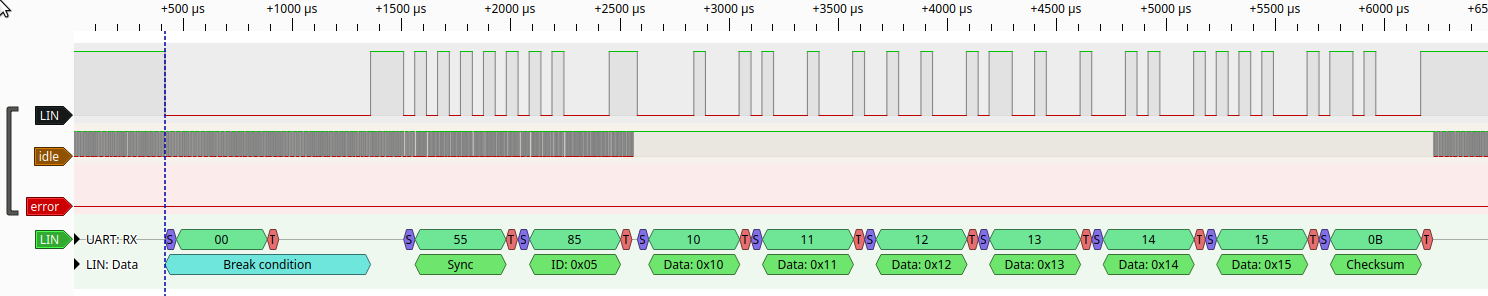 +500 µs +1000 µs +1500 µs +2000 µs +2500 µs +3000 µs +3500 µs +4000 µs +4500 µs +5000 µs +5500 µs +6000 µs +65
LIN
idle
error
LIN UART: RX S 00 T S 55 T S 85 T S 10 T S 11 T S 12 T S 13 T S 14 T S 15 T S 0B T
LIN: Data Break condition Sync ID: 0x05 Data: 0x10 Data: 0x11 Data: 0x12 Data: 0x13 Data: 0x14 Data: 0x15 Checksum